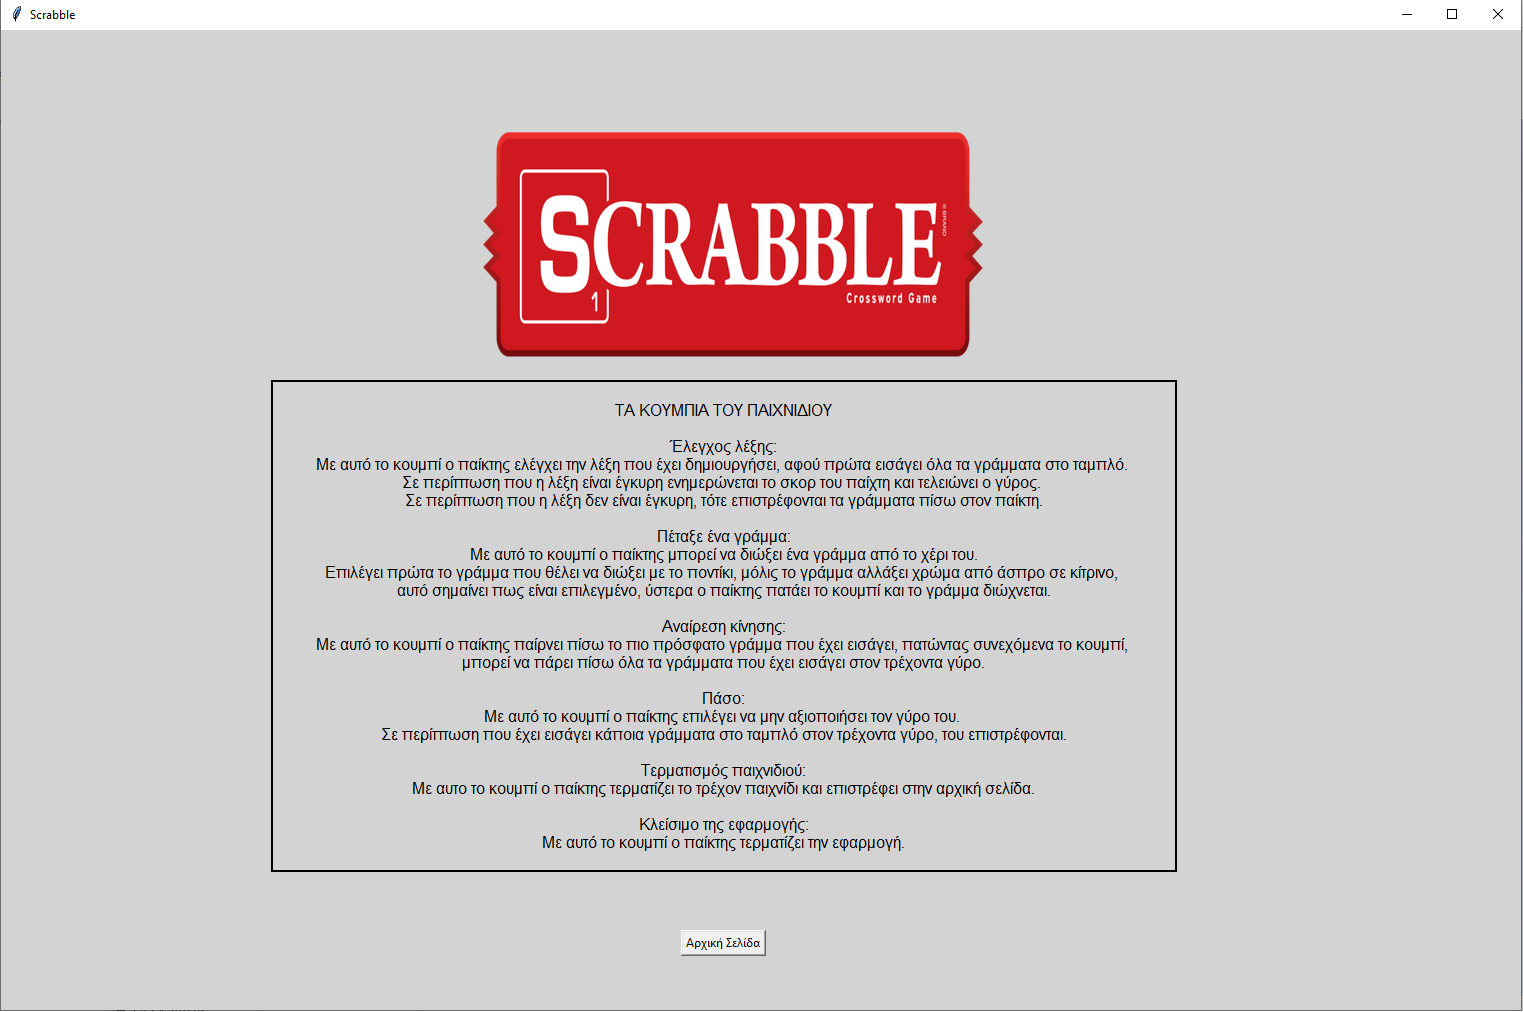 Scrabble
SCRABBLE
® BRAND
1
Crossword Game
ΤΑ ΚΟΥΜΠΙΑ ΤΟΥ ΠΑΙΧΝΙΔΙΟΥ
Έλεγχος λέξης:
Με αυτό το κουμπί ο παίκτης ελέγχει την λέξη που έχει δημιουργήσει, αφού πρώτα εισάγει όλα τα γράμματα στο ταμπλό.
Σε περίπτωση που η λέξη είναι έγκυρη ενημερώνεται το σκορ του παίχτη και τελειώνει ο γύρος.
Σε περίπτωση που η λέξη δεν είναι έγκυρη, τότε επιστρέφονται τα γράμματα πίσω στον παίκτη.
Πέταξε ένα γράμμα:
Με αυτό το κουμπί ο παίκτης μπορεί να διώξει ένα γράμμα από το χέρι του.
Επιλέγει πρώτα το γράμμα που θέλει να διώξει με το ποντίκι, μόλις το γράμμα αλλάξει χρώμα από άσπρο σε κίτρινο,
αυτό σημαίνει πως είναι επιλεγμένο, ύστερα ο παίκτης πατάει το κουμπί και το γράμμα διώχνεται.
Αναίρεση κίνησης:
Με αυτό το κουμπί ο παίκτης παίρνει πίσω το πιο πρόσφατο γράμμα που έχει εισάγει, πατώντας συνεχόμενα το κουμπί,
μπορεί να πάρει πίσω όλα τα γράμματα που έχει εισάγει στον τρέχοντα γύρο.
Πάσο:
Με αυτό το κουμπί ο παίκτης επιλέγει να μην αξιοποιήσει τον γύρο του.
Σε περίπτωση που έχει εισάγει κάποια γράμματα στο ταμπλό στον τρέχοντα γύρο, του επιστρέφονται.
Τερματισμός παιχνιδιού:
Με αυτο το κουμπί ο παίκτης τερματίζει το τρέχον παιχνίδι και επιστρέφει στην αρχική σελίδα.
Κλείσιμο της εφαρμογής:
Με αυτό το κουμπί ο παίκτης τερματίζει την εφαρμογή.
Αρχική Σελίδα